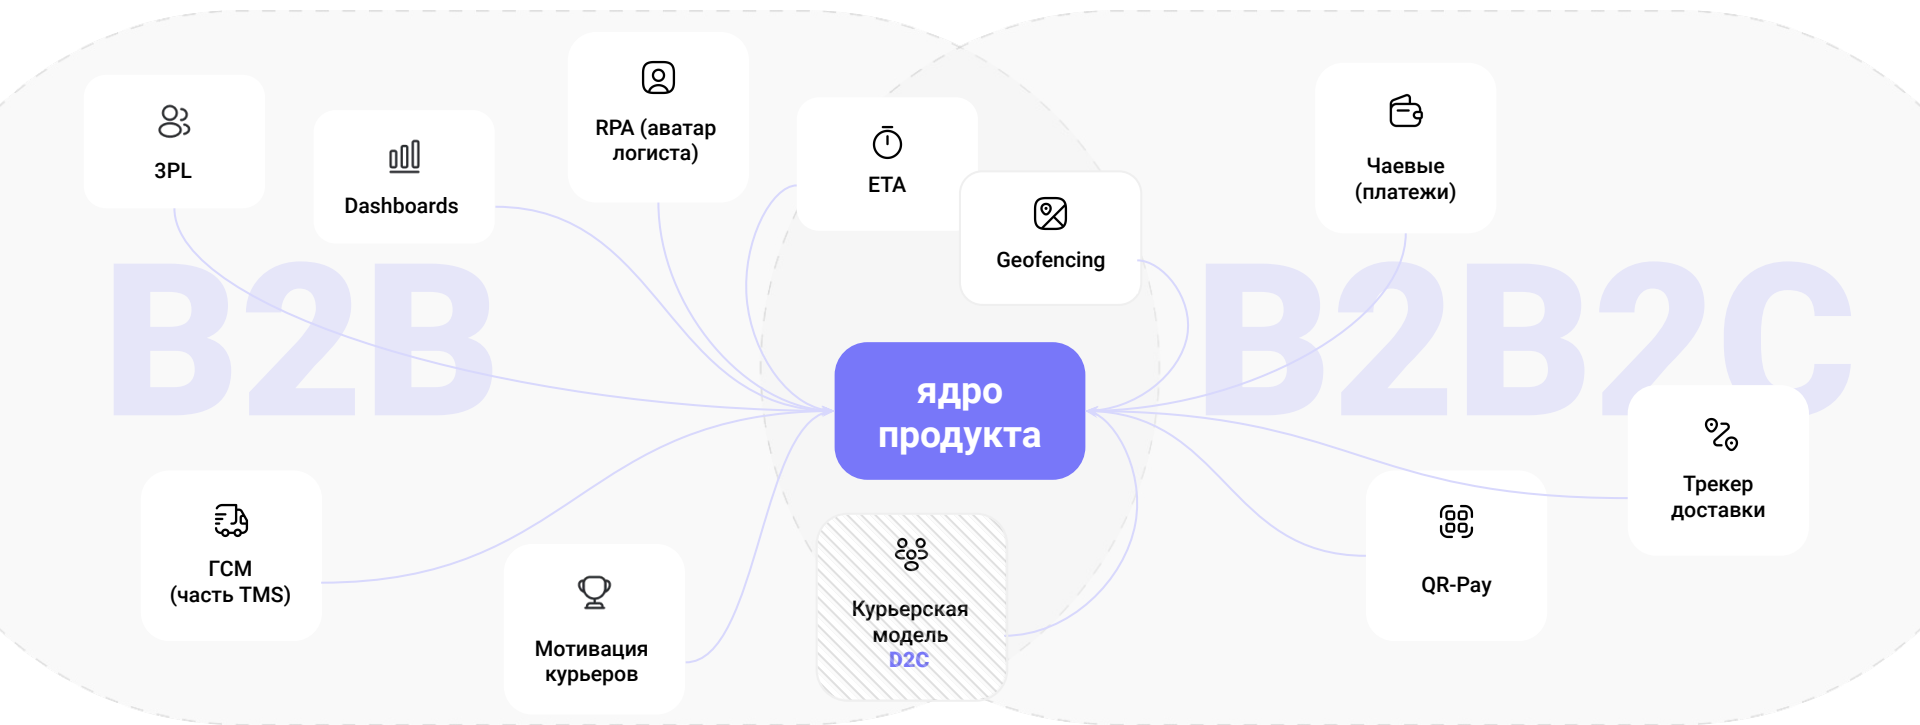 3PL
Dashboards
RPA (аватар
логиста)
ETA
Geofencing
Чаевые
(платежи)
B2B
B2B2C
ядро
продукта
ГСМ
(часть TMS)
Мотивация
курьеров
Курьерская
модель
D2C
QR-Pay
Трекер
доставки